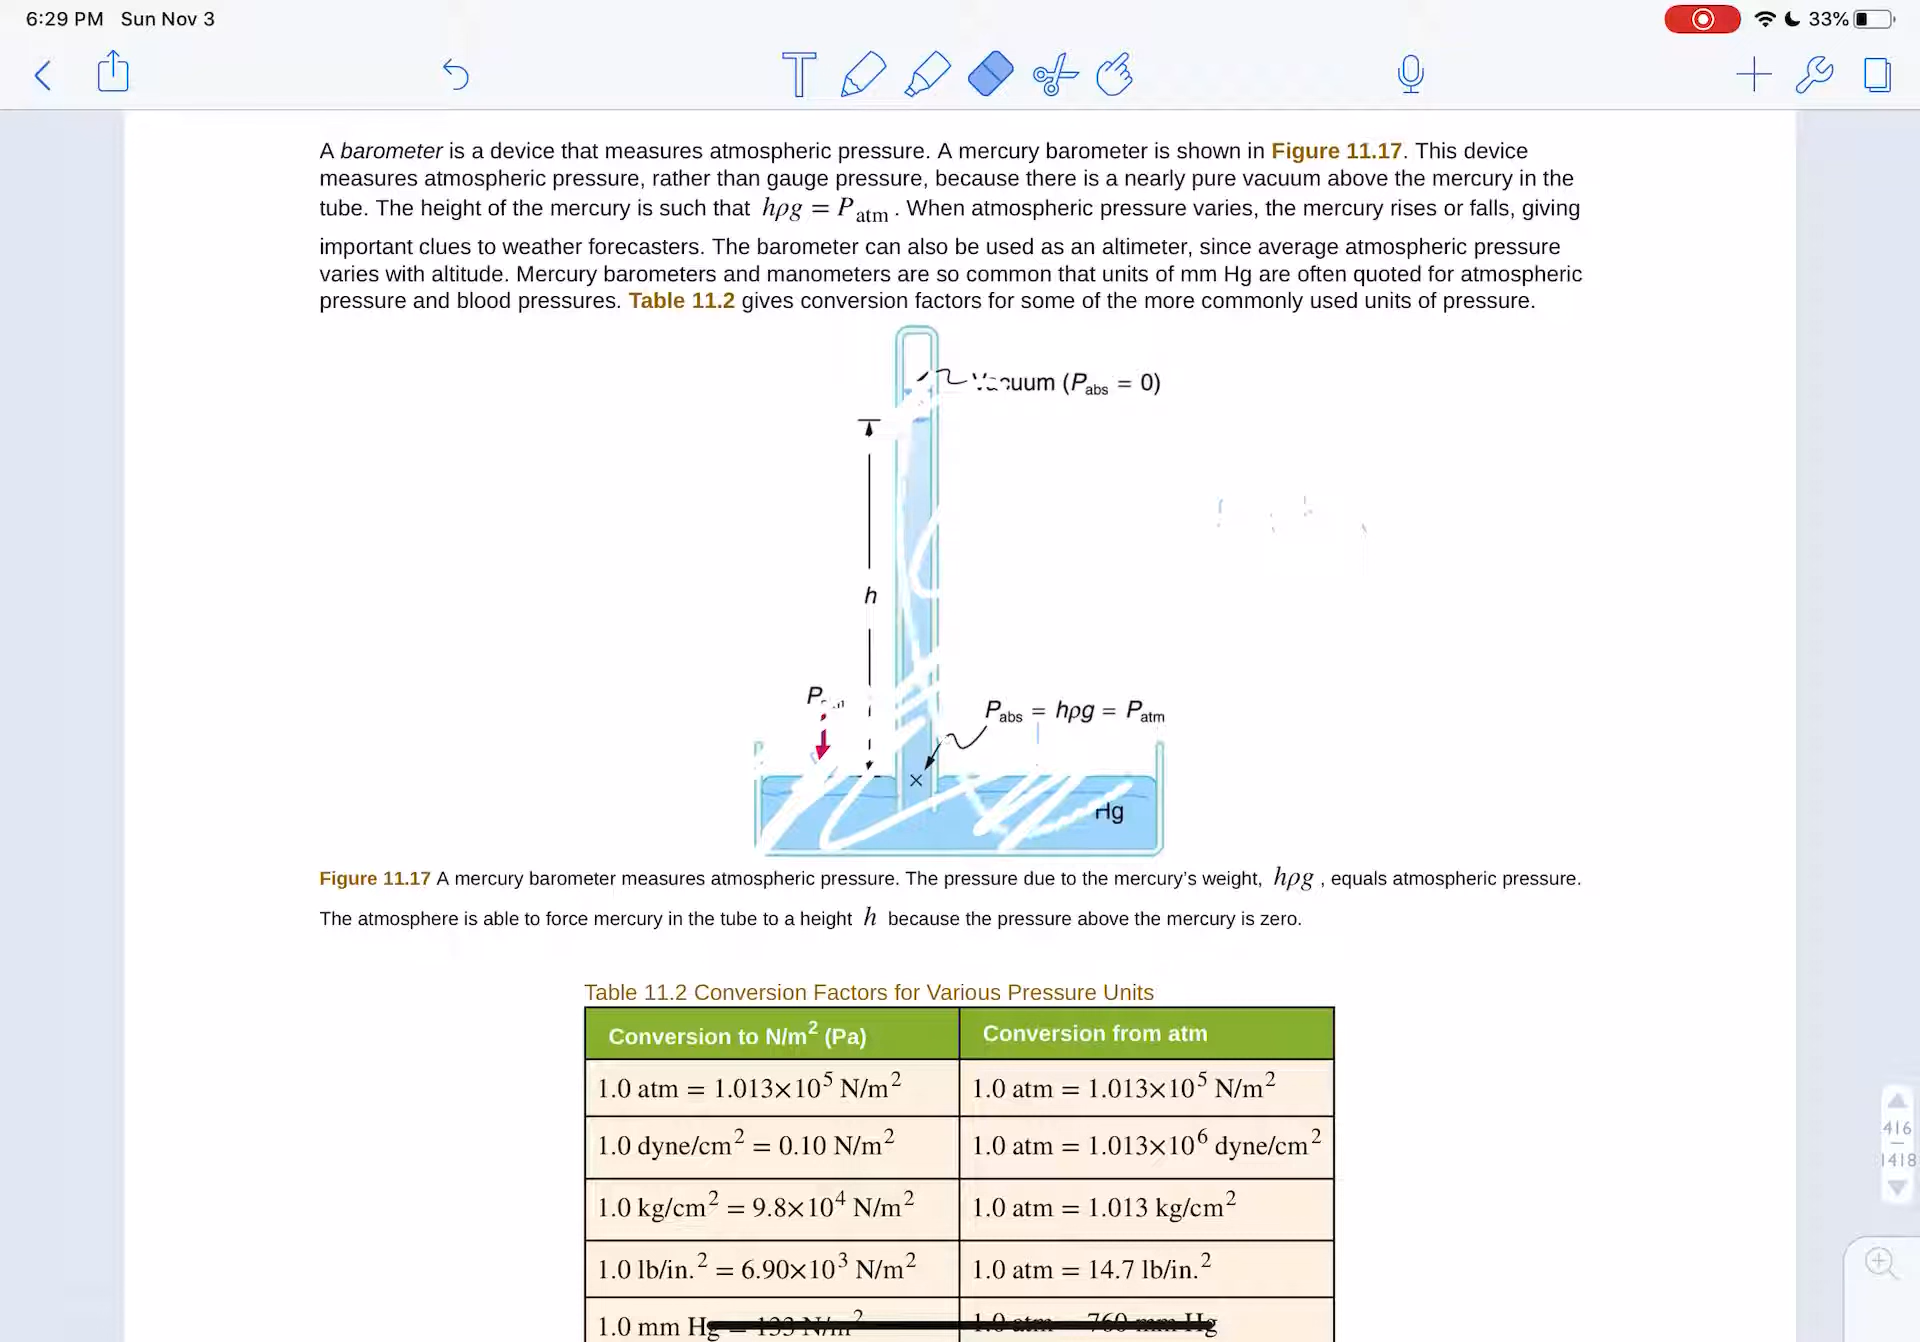 6:29 PM Sun Nov 3
33%
A barometer is a device that measures atmospheric pressure. A mercury barometer is shown in Figure 11.17. This device
measures atmospheric pressure, rather than gauge pressure, because there is a nearly pure vacuum above the mercury in the
tube. The height of the mercury is such that hρg = Patm . When atmospheric pressure varies, the mercury rises or falls, giving
important clues to weather forecasters. The barometer can also be used as an altimeter, since average atmospheric pressure
varies with altitude. Mercury barometers and manometers are so common that units of mm Hg are often quoted for atmospheric
pressure and blood pressures. Table 11.2 gives conversion factors for some of the more commonly used units of pressure.
(Pabs = 0)
h
Pabs = hρg = Patm
Hg
Figure 11.17 A mercury barometer measures atmospheric pressure. The pressure due to the mercury's weight, hρg , equals atmospheric pressure.
The atmosphere is able to force mercury in the tube to a height h because the pressure above the mercury is zero.
Table 11.2 Conversion Factors for Various Pressure Units
Conversion to N/m² (Pa) Conversion from atm
1.0 atm = 1.013×10⁵ N/m² 1.0 atm = 1.013×10⁵ N/m²
1.0 dyne/cm² = 0.10 N/m² 1.0 atm = 1.013×10⁶ dyne/cm²
1.0 kg/cm² = 9.8×10⁴ N/m² 1.0 atm = 1.013 kg/cm²
1.0 lb/in.² = 6.90×10³ N/m² 1.0 atm = 14.7 lb/in.²
1.0 mm Hg = 133 N/m² 1.0 atm = 760 mm Hg
416
1418